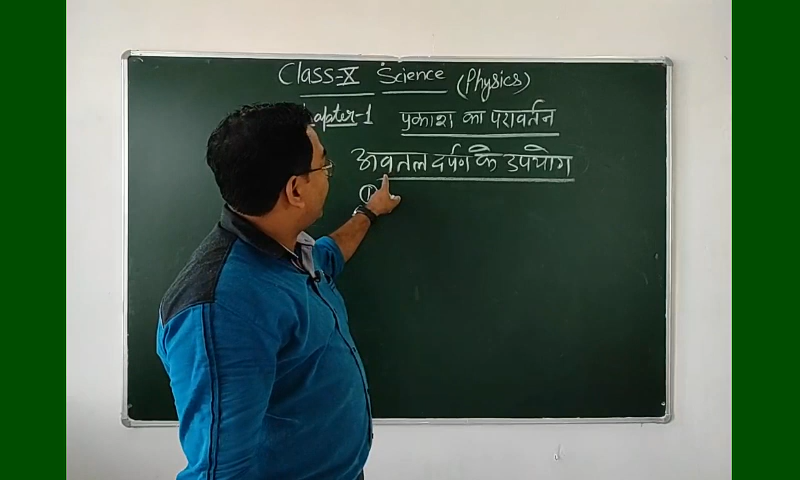 Class-X Science (Physics)
Chapter-1 प्रकाश का परावर्तन
अवतल दर्पण के उपयोग
①